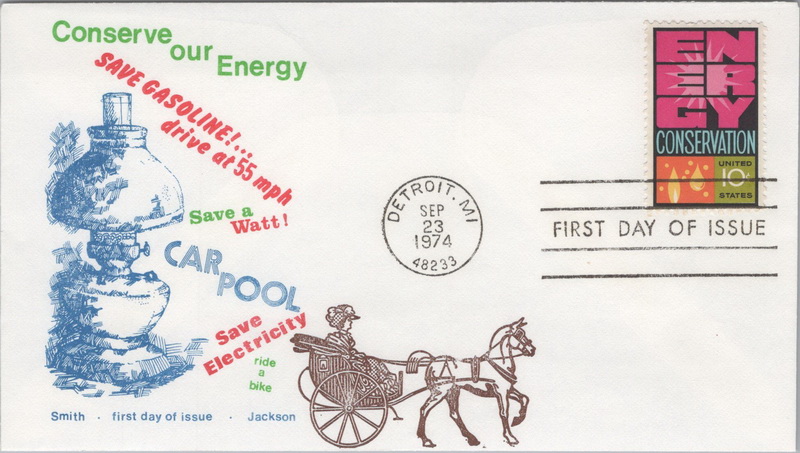 Conserve our Energy
SAVE GASOLINE!...
drive at 55 mph
Save a
Watt!
CAR
POOL
Save
Electricity
ride
a
bike
Smith · first day of issue · Jackson
DETROIT, MI
SEP
23
1974
48233
ENERGY
CONSERVATION
UNITED
10c
STATES
FIRST DAY OF ISSUE